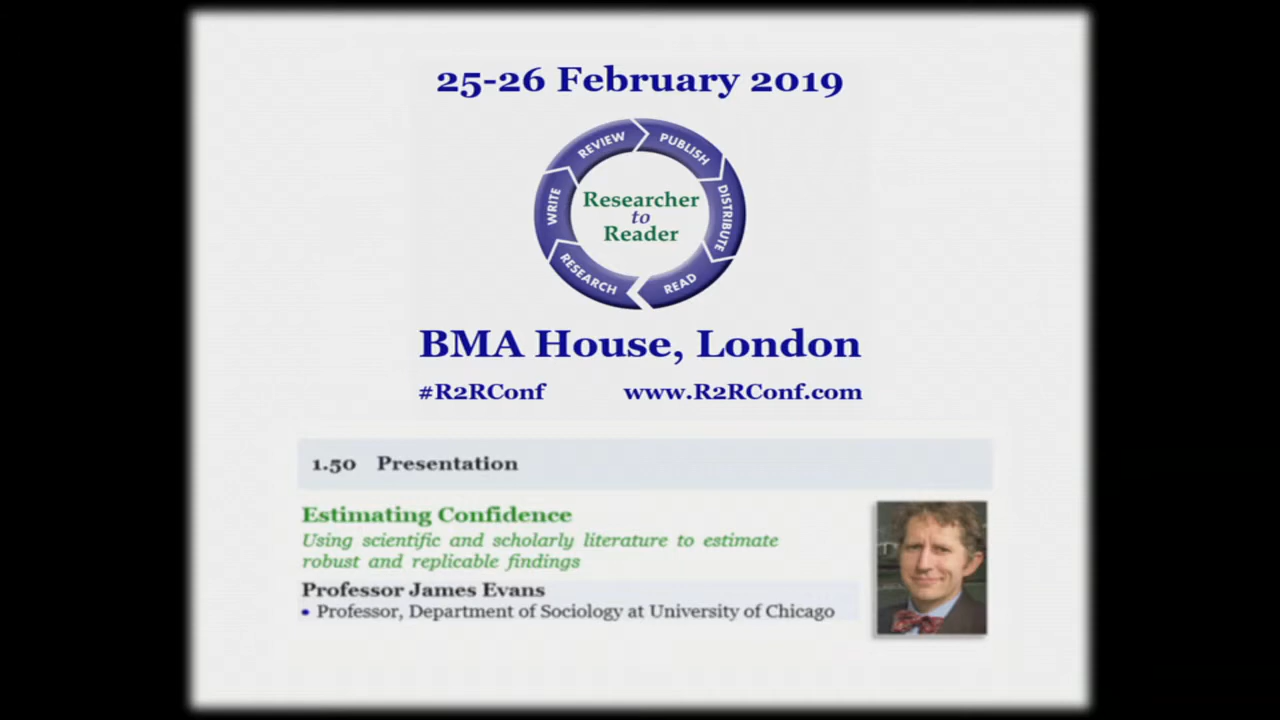 25-26 February 2019
REVIEW
PUBLISH
DISTRIBUTE
READ
RESEARCH
WRITE
Researcher
to
Reader
BMA House, London
#R2RConf www.R2RConf.com
1.50 Presentation
Estimating Confidence
Using scientific and scholarly literature to estimate
robust and replicable findings
Professor James Evans
• Professor, Department of Sociology at University of Chicago